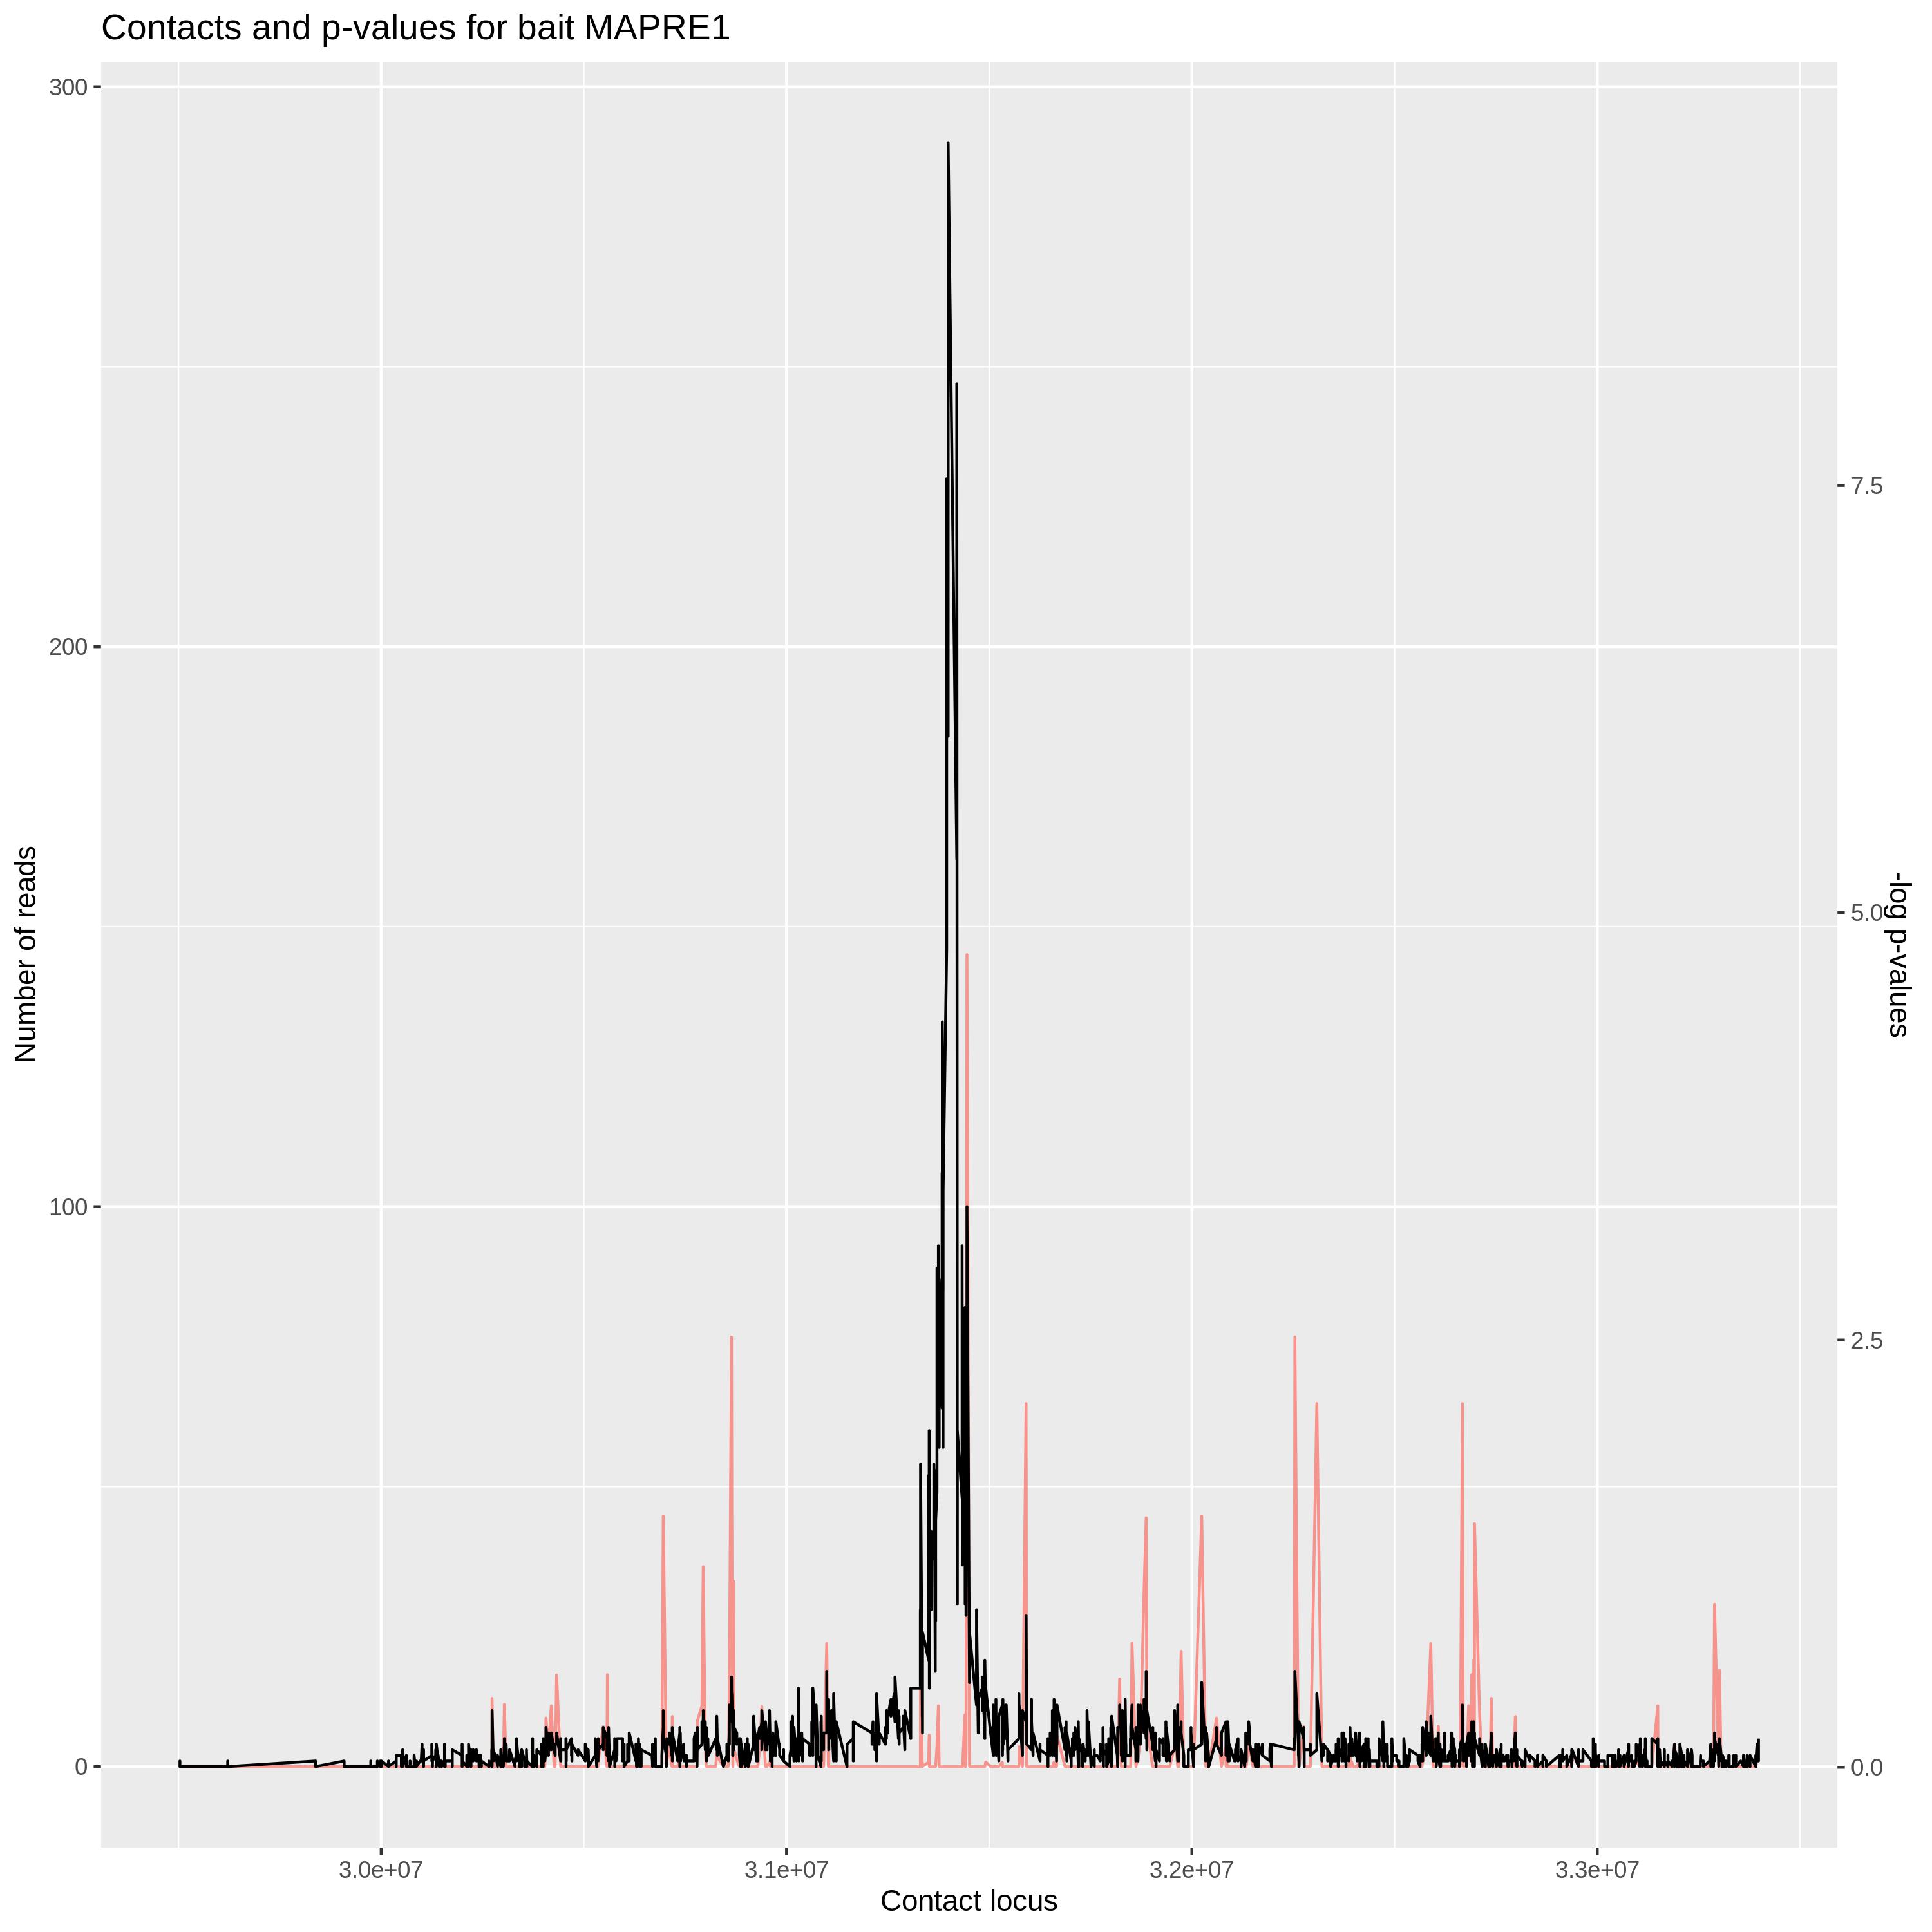 Contacts and p-values for bait MAPRE1
300
200
100
0
Number of reads
7.5
5.0
2.5
0.0
-log p-values
3.0e+07
3.1e+07
3.2e+07
3.3e+07
Contact locus